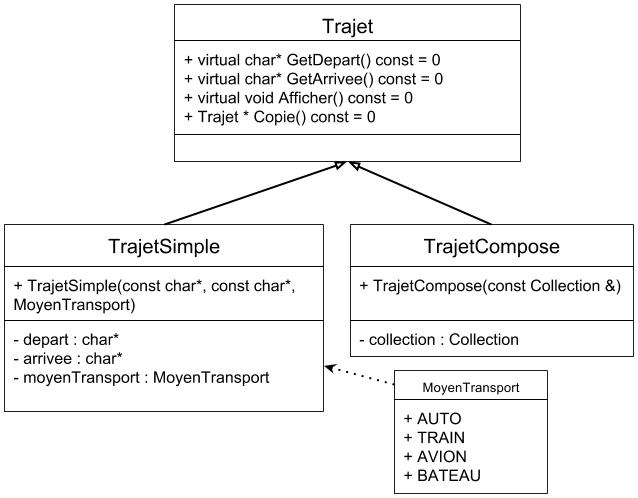 Trajet
+ virtual char* GetDepart() const = 0
+ virtual char* GetArrivee() const = 0
+ virtual void Afficher() const = 0
+ Trajet * Copie() const = 0
TrajetSimple
+ TrajetSimple(const char*, const char*,
MoyenTransport)
- depart : char*
- arrivee : char*
- moyenTransport : MoyenTransport
TrajetCompose
+ TrajetCompose(const Collection &)
- collection : Collection
MoyenTransport
+ AUTO
+ TRAIN
+ AVION
+ BATEAU